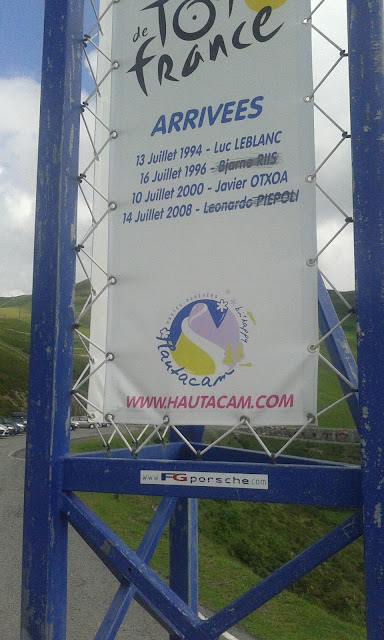 de TOUR
france
ARRIVEES
13 Juillet 1994 - Luc LEBLANC
16 Juillet 1996 - Bjarne RIIS
10 Juillet 2000 - Javier OTXOA
14 Juillet 2008 - Leonardo PIEPOLI
Hautacam
WWW.HAUTACAM.COM
www.FGporsche.com